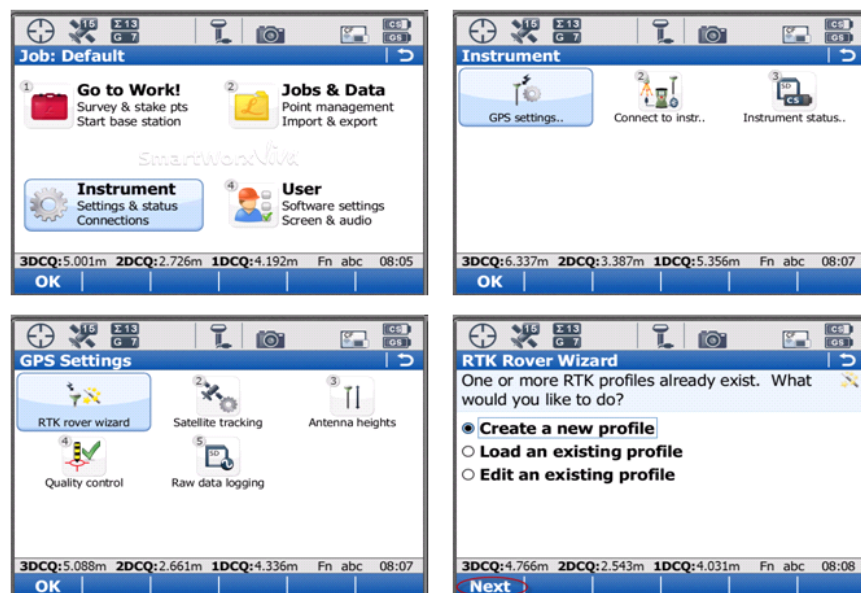 15 Σ 13 G 7 CS GS
Job: Default
1 Go to Work!
Survey & stake pts
Start base station
2 Jobs & Data
Point management
Import & export
SmartWorx Viva
Instrument
Settings & status
Connections
4 User
Software settings
Screen & audio
3DCQ:5.001m 2DCQ:2.726m 1DCQ:4.192m Fn abc 08:05
OK
15 Σ 13 G 7 CS GS
Instrument
GPS settings..
2 Connect to instr..
3 Instrument status..
SD
CS
3DCQ:6.337m 2DCQ:3.387m 1DCQ:5.356m Fn abc 08:07
OK
15 Σ 13 G 7 CS GS
GPS Settings
RTK rover wizard
2 Satellite tracking
3 Antenna heights
4 Quality control
5 Raw data logging
SD
3DCQ:5.088m 2DCQ:2.661m 1DCQ:4.336m Fn abc 08:07
OK
15 Σ 13 G 7 CS GS
RTK Rover Wizard
One or more RTK profiles already exist. What
would you like to do?
Create a new profile
Load an existing profile
Edit an existing profile
3DCQ:4.766m 2DCQ:2.543m 1DCQ:4.031m Fn abc 08:08
Next